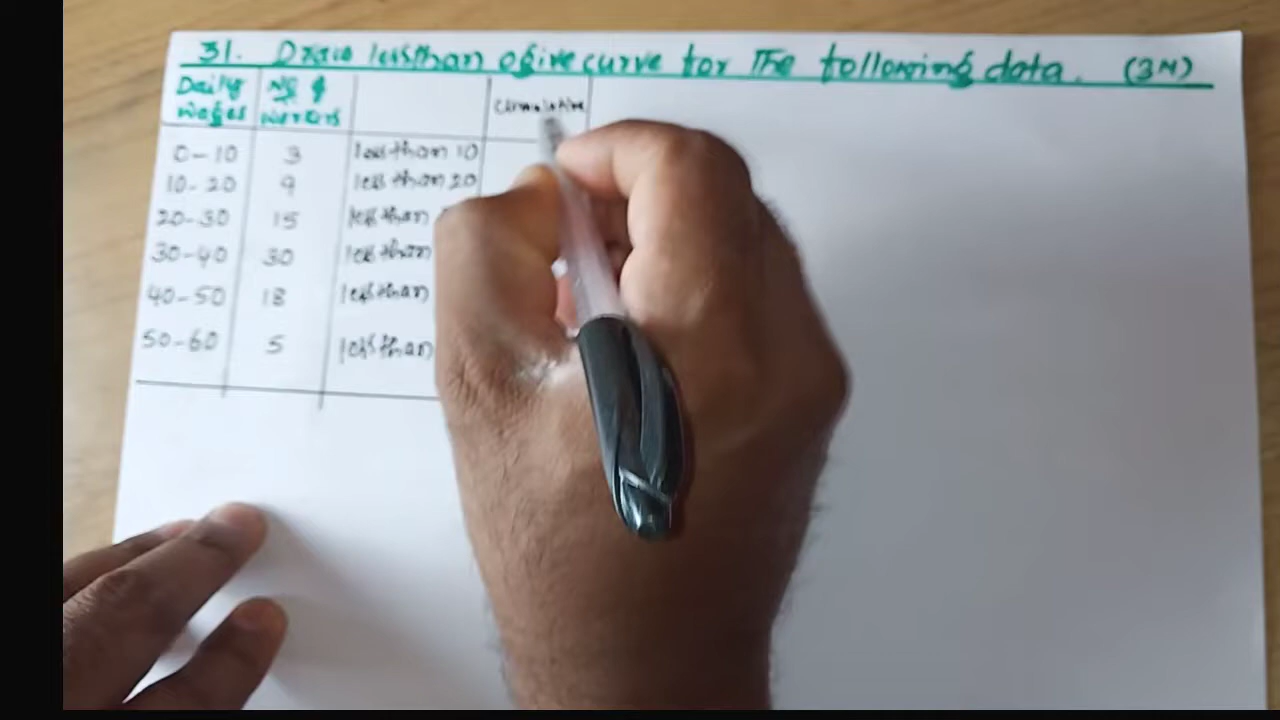 31. Draw lessthan ogive curve for The following data. (3M)
Daily wages No of workers Cumulative
0-10 3 less than 10
10-20 9 less than 20
20-30 15 less than
30-40 30 less than
40-50 18 less than
50-60 5 less than